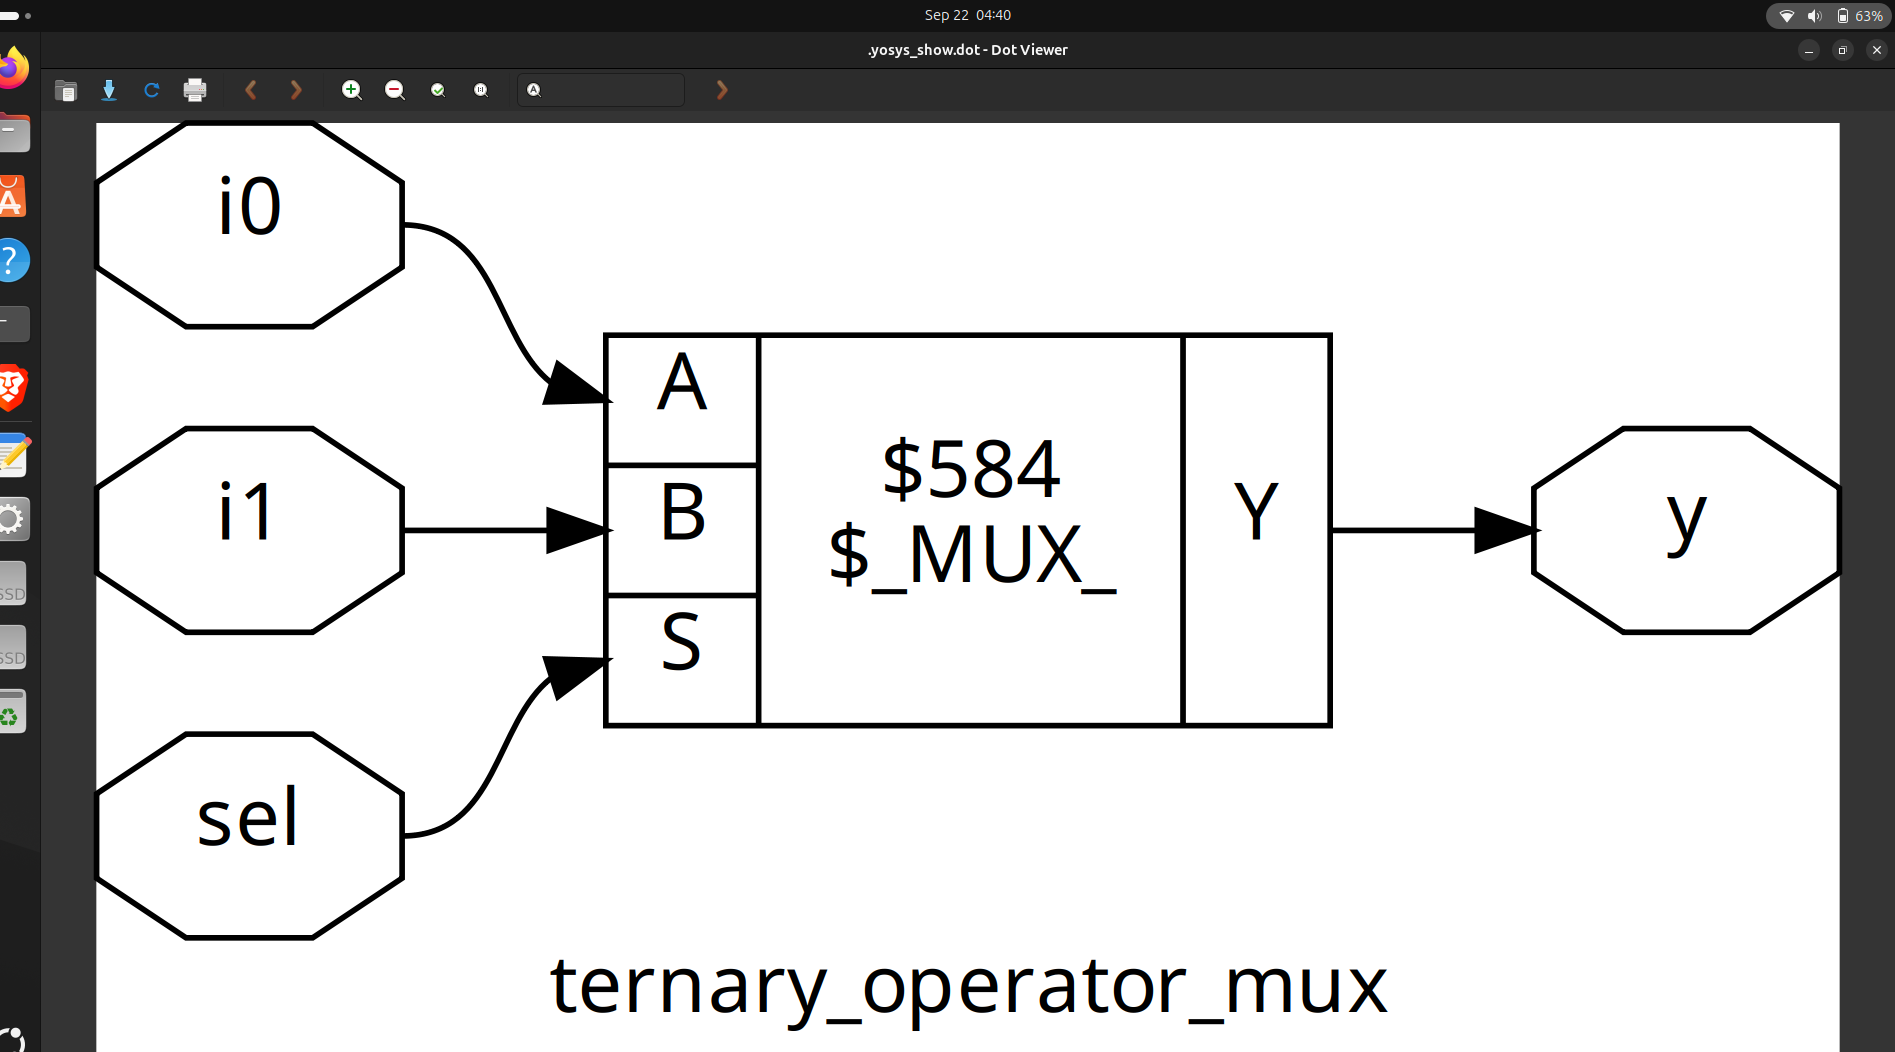 Sep 22 04:40
63%
.yosys_show.dot - Dot Viewer
i0
A
$584
i1
B
Y
y
$_MUX_
S
SSD
SSD
sel
ternary_operator_mux